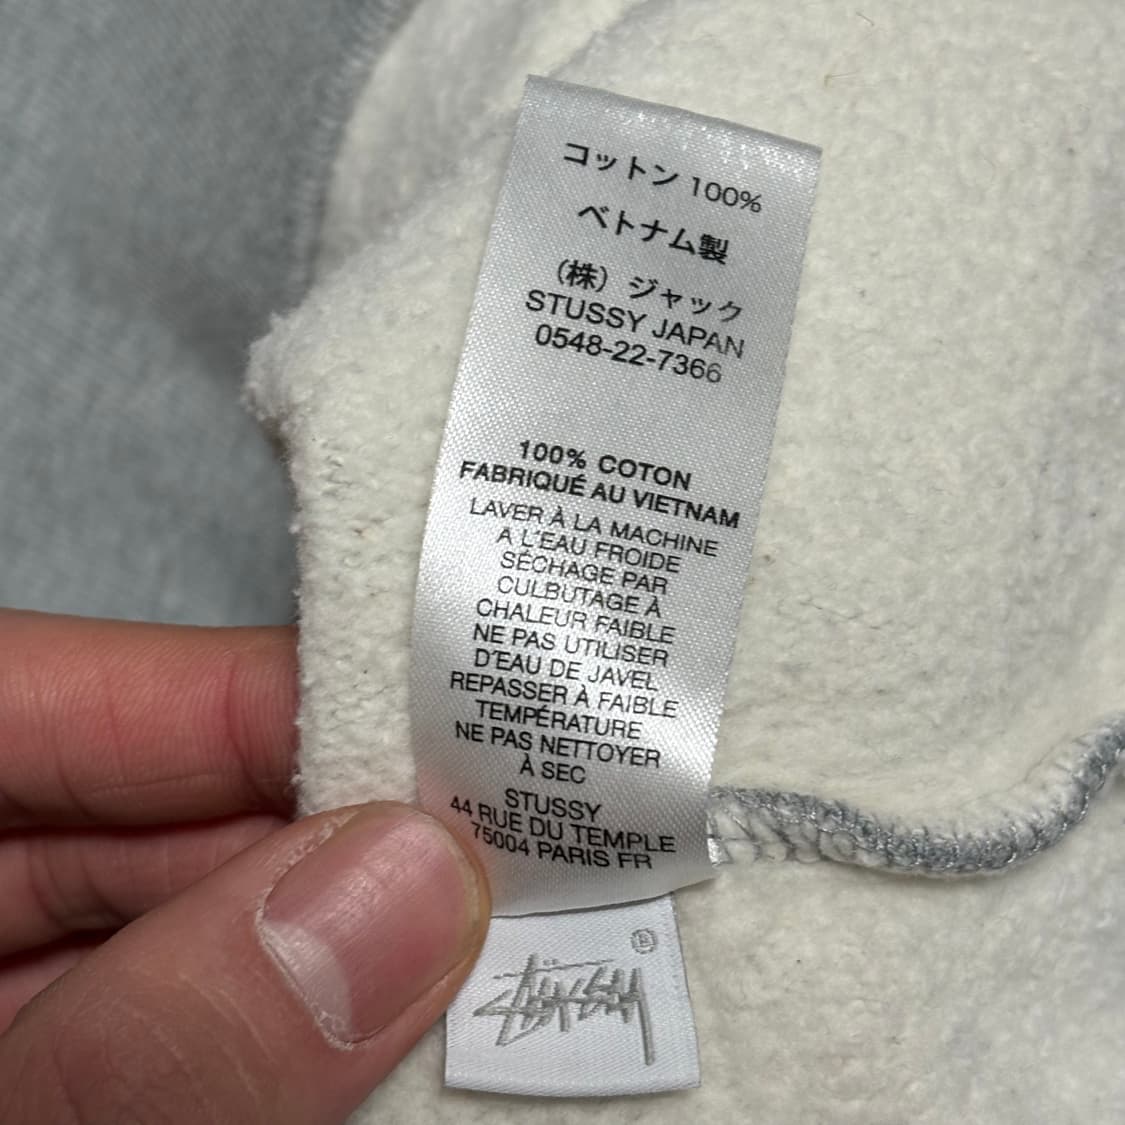 コットン 100%
ベトナム製
(株) ジャック
STUSSY JAPAN
0548-22-7366
100% COTON
FABRIQUÉ AU VIETNAM
LAVER À LA MACHINE
À L'EAU FROIDE
SÉCHAGE PAR
CULBUTAGE À
CHALEUR FAIBLE
NE PAS UTILISER
D'EAU DE JAVEL
REPASSER À FAIBLE
TEMPÉRATURE
NE PAS NETTOYER
À SEC
STUSSY
44 RUE DU TEMPLE
75004 PARIS FR
Stüssy ®